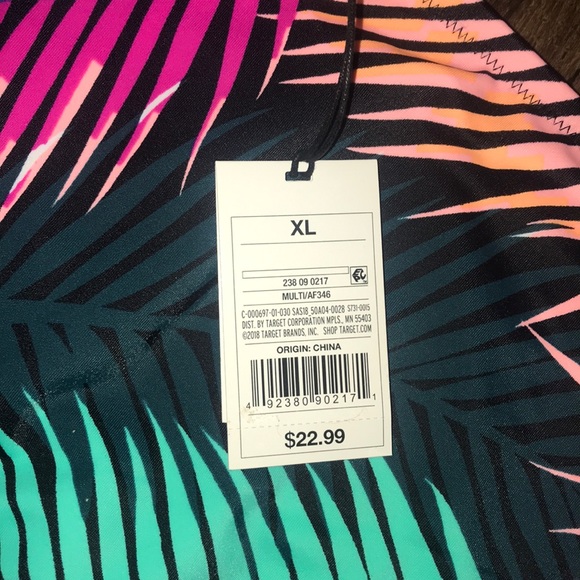 XL
238 09 0217
MULTI/AF346
C-000697-01-030 SAS18_50A04-0028 ST31-0015
DIST. BY TARGET CORPORATION MPLS., MN 55403
©2018 TARGET BRANDS, INC. SHOP TARGET.COM
ORIGIN: CHINA
4 92380 90217 1
$22.99